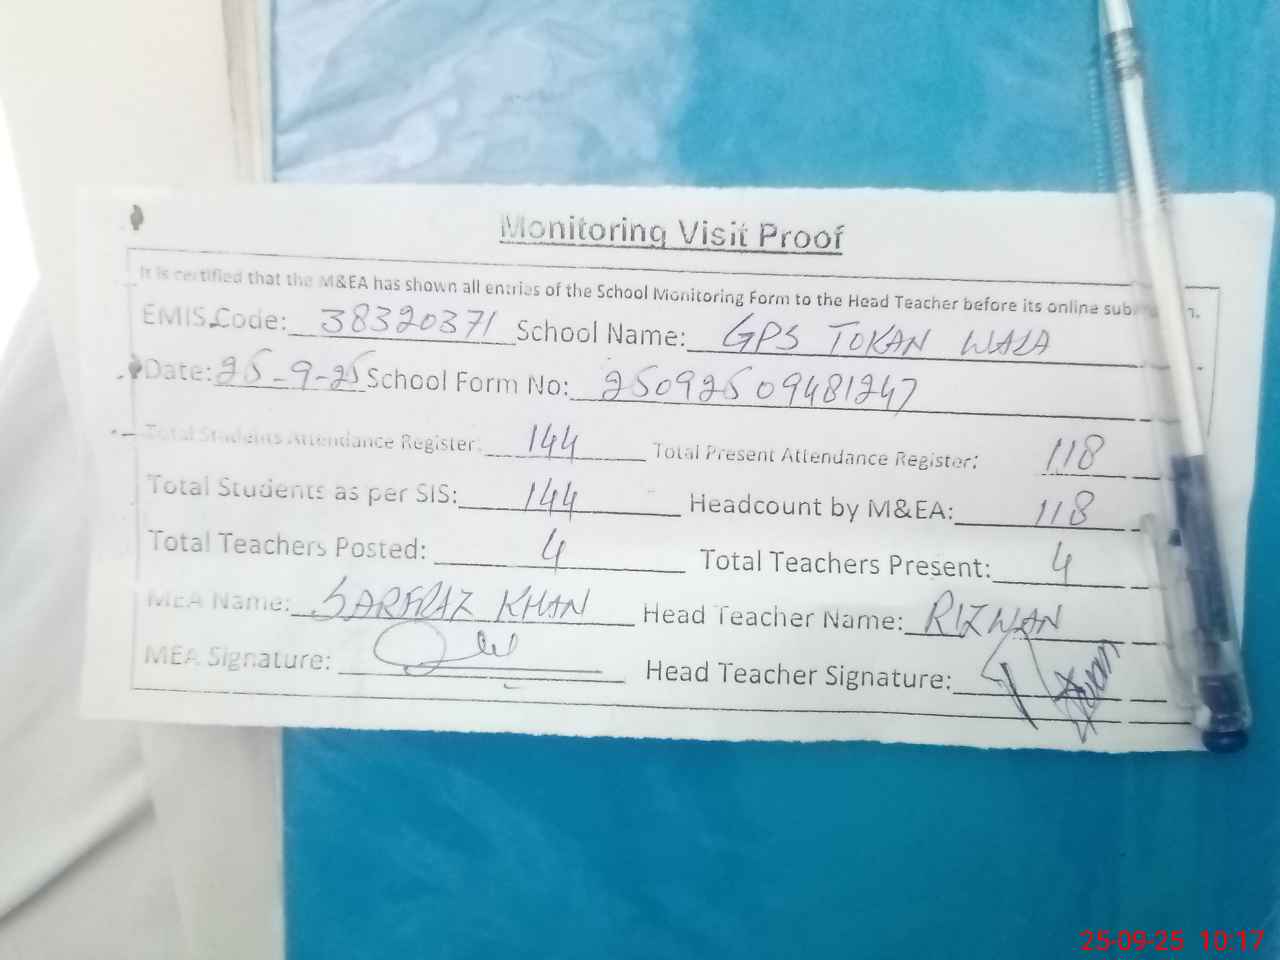 Monitoring Visit Proof
It is certified that the M&EA has shown all entries of the School Monitoring Form to the Head Teacher before its online
EMIS Code: 38320371 School Name: GPS TOKAN WALA
Date: 25-9-25 School Form No: 25092509481247
Total Students Attendance Register: 144 Total Present Attendance Register: 118
Total Students as per SIS: 144 Headcount by M&EA: 118
Total Teachers Posted: 4 Total Teachers Present: 4
MEA Name: SARFRAZ KHAN Head Teacher Name: RIZWAN
MEA Signature: Head Teacher Signature:
25-09-25 10:17